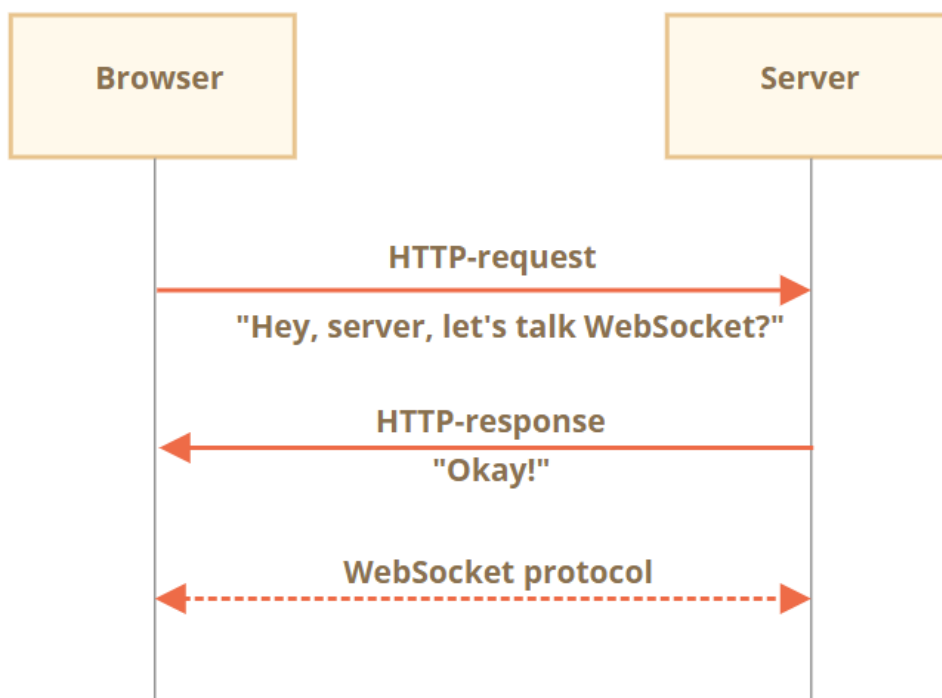 Browser
Server
HTTP-request
"Hey, server, let's talk WebSocket?"
HTTP-response
"Okay!"
WebSocket protocol